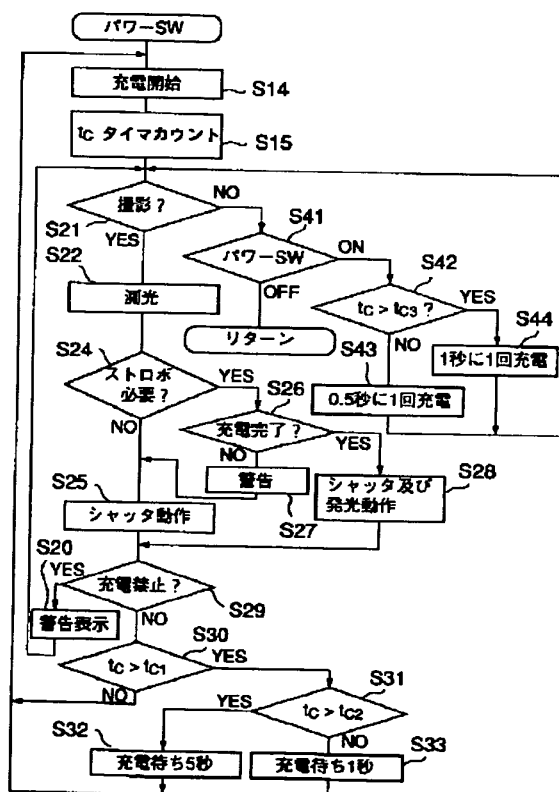 パワーSW
充電開始
S14
tC タイマカウント
S15
撮影?
NO
S21
YES
S41
パワーSW
ON
OFF
S22
測光
リターン
S42
tC > tC3 ?
YES
NO
S44
1秒に1回充電
S43
0.5秒に1回充電
S24
ストロボ
必要?
YES
NO
S26
充電完了?
YES
NO
警告
S27
S28
シャッタ及び
発光動作
S25
シャッタ動作
S20
YES
充電禁止?
S29
NO
警告表示
S30
tC > tC1
YES
NO
S31
tC > tC2
YES
NO
S32
充電待ち5秒
S33
充電待ち1秒